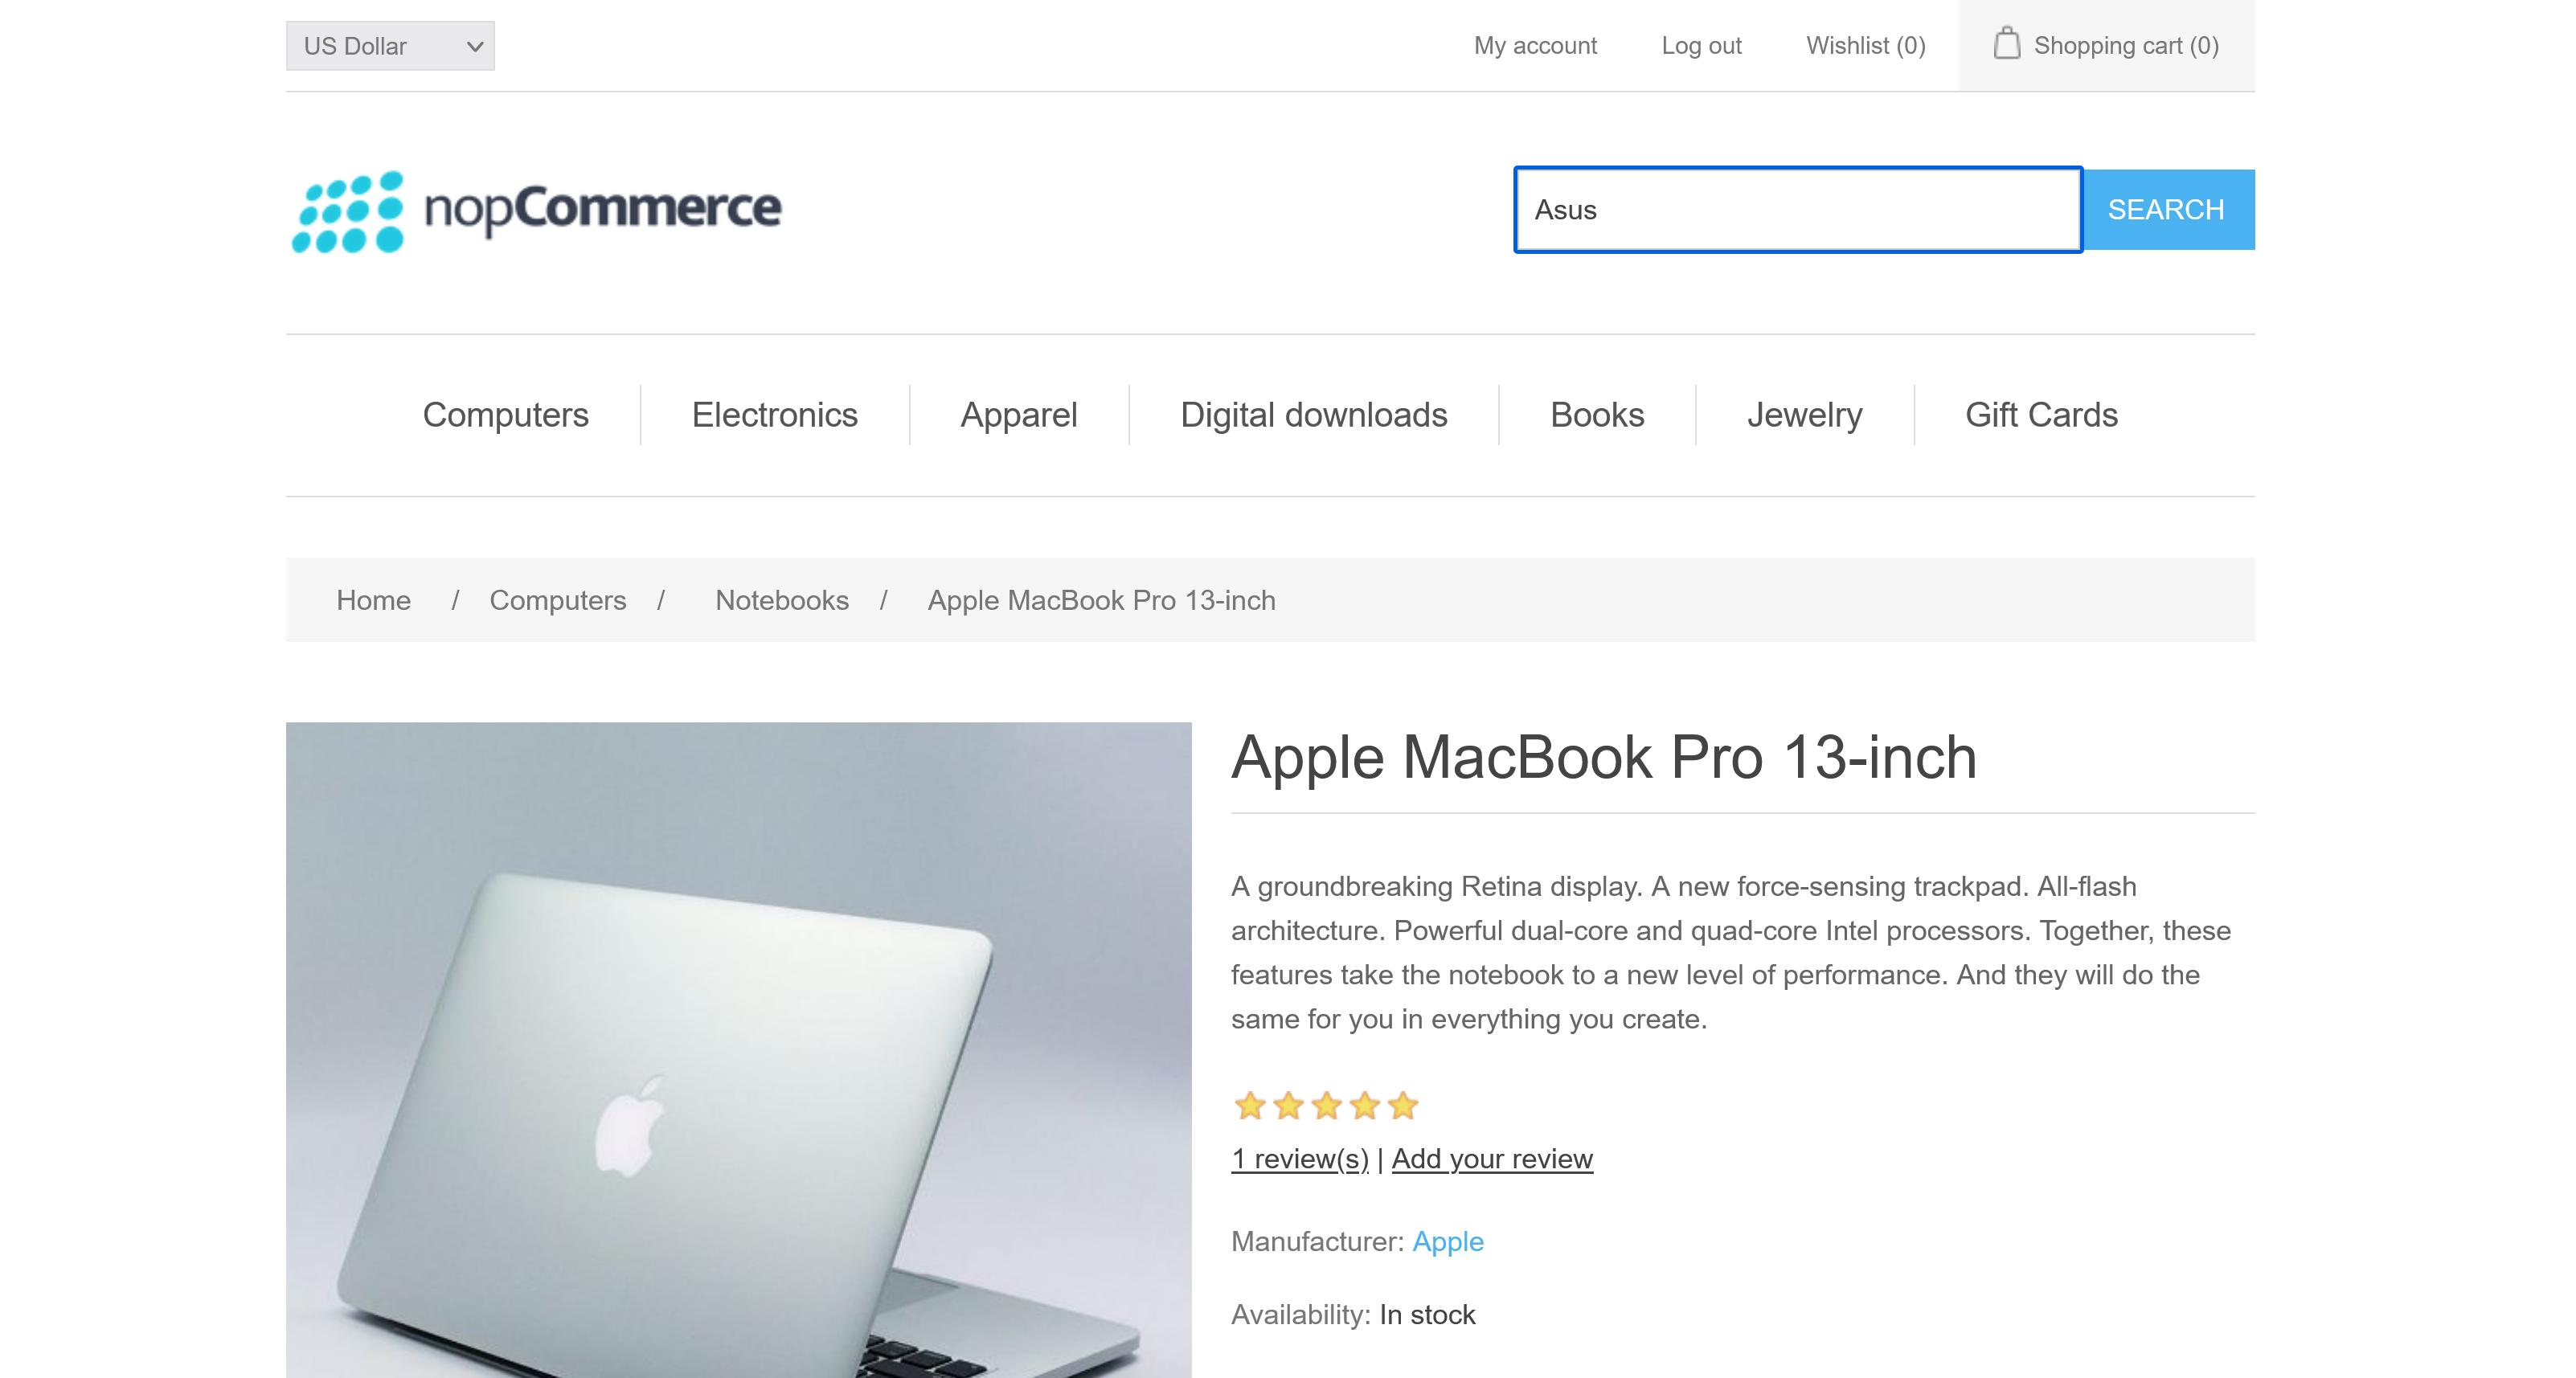 US Dollar
My account
Log out
Wishlist (0)
Shopping cart (0)
nopCommerce
Asus
SEARCH
Computers
Electronics
Apparel
Digital downloads
Books
Jewelry
Gift Cards
Home / Computers / Notebooks / Apple MacBook Pro 13-inch
Apple MacBook Pro 13-inch
A groundbreaking Retina display. A new force-sensing trackpad. All-flash
architecture. Powerful dual-core and quad-core Intel processors. Together, these
features take the notebook to a new level of performance. And they will do the
same for you in everything you create.
1 review(s) | Add your review
Manufacturer: Apple
Availability: In stock